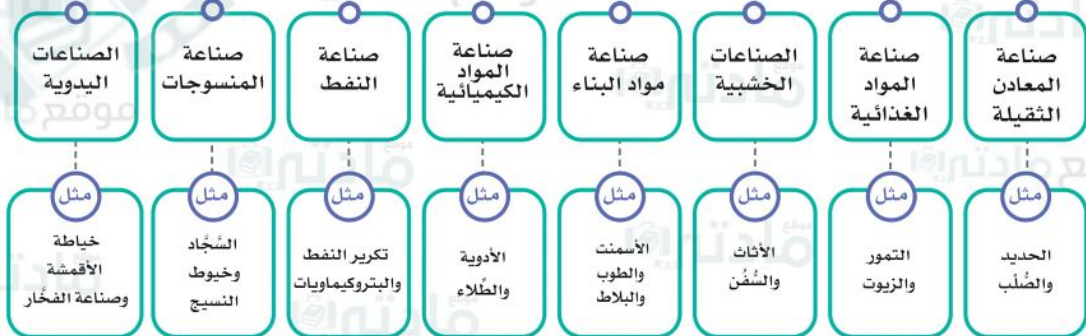 صناعة
المعادن
الثقيلة
صناعة
المواد
الغذائية
الصناعات
الخشبية
صناعة
مواد البناء
صناعة
المواد
الكيميائية
صناعة
النفط
صناعة
المنسوجات
الصناعات
اليدوية
مثل
الحديد
والصُّلْب
مثل
التمور
والزيوت
مثل
الأثاث
والسُّفُن
مثل
الأسمنت
والطوب
والبلاط
مثل
الأدوية
والطِّلاء
مثل
تكرير النفط
والبتروكيماويات
مثل
السَّجَّاد
وخيوط
النسيج
مثل
خياطة
الأقمشة
وصناعة الفخَّار
موقع
مادتي